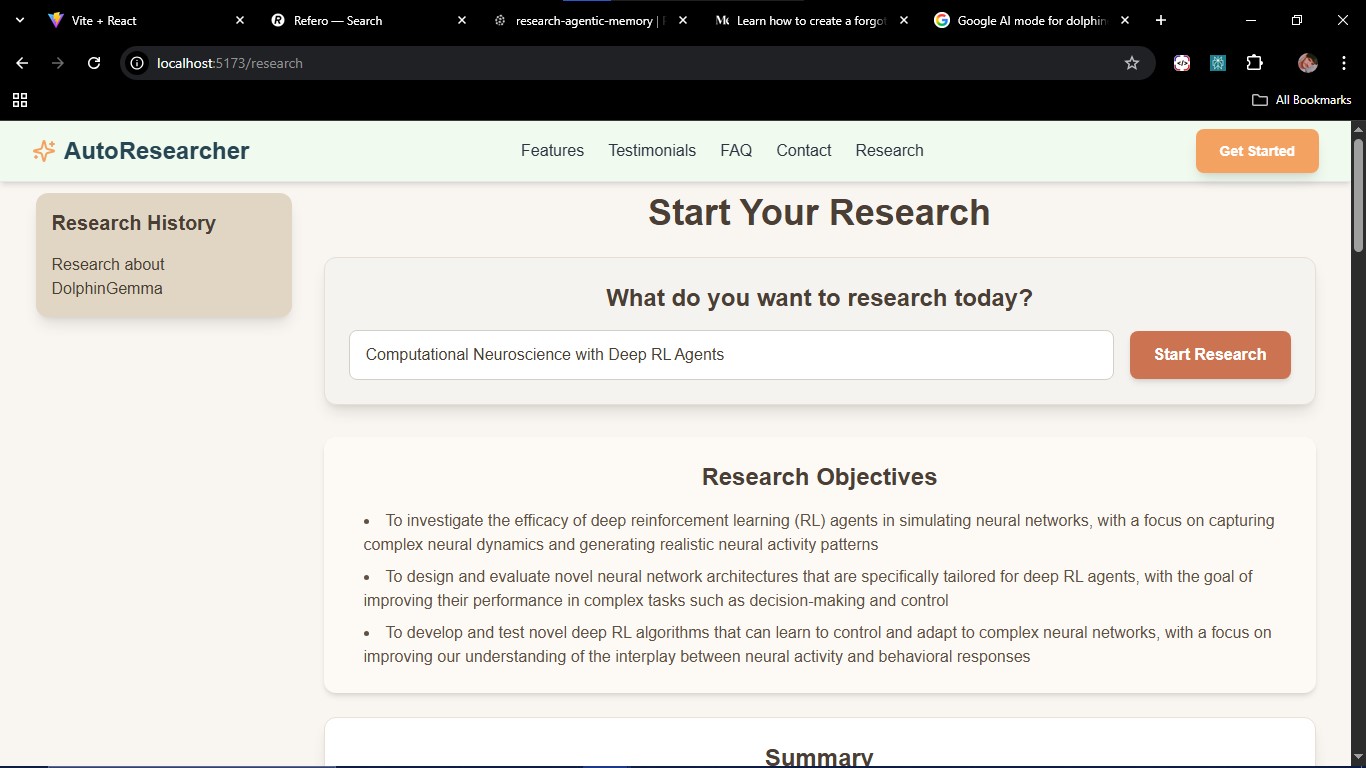 Vite + React
Refero — Search
research-agentic-memory |
Learn how to create a forgot
Google AI mode for dolphin
localhost:5173/research
All Bookmarks
AutoResearcher
Features
Testimonials
FAQ
Contact
Research
Get Started
Research History
Research about
DolphinGemma
Start Your Research
What do you want to research today?
Computational Neuroscience with Deep RL Agents
Start Research
Research Objectives
• To investigate the efficacy of deep reinforcement learning (RL) agents in simulating neural networks, with a focus on capturing
complex neural dynamics and generating realistic neural activity patterns
• To design and evaluate novel neural network architectures that are specifically tailored for deep RL agents, with the goal of
improving their performance in complex tasks such as decision-making and control
• To develop and test novel deep RL algorithms that can learn to control and adapt to complex neural networks, with a focus on
improving our understanding of the interplay between neural activity and behavioral responses
Summary